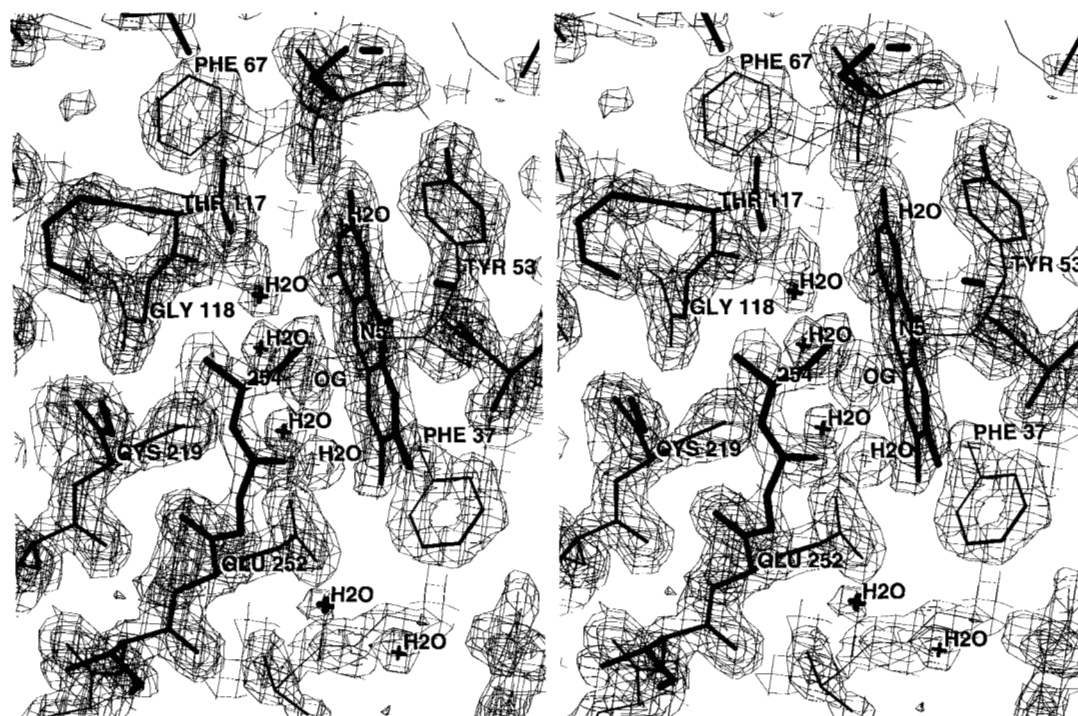 PHE 67
THR 117
H2O
TYR 53
H2O
GLY 118
N5
H2O
254
OG
H2O
PHE 37
CYS 219
H2O
GLU 252
H2O
H2O
PHE 67
THR 117
H2O
TYR 53
H2O
GLY 118
N5
H2O
254
OG
H2O
PHE 37
CYS 219
H2O
GLU 252
H2O
H2O